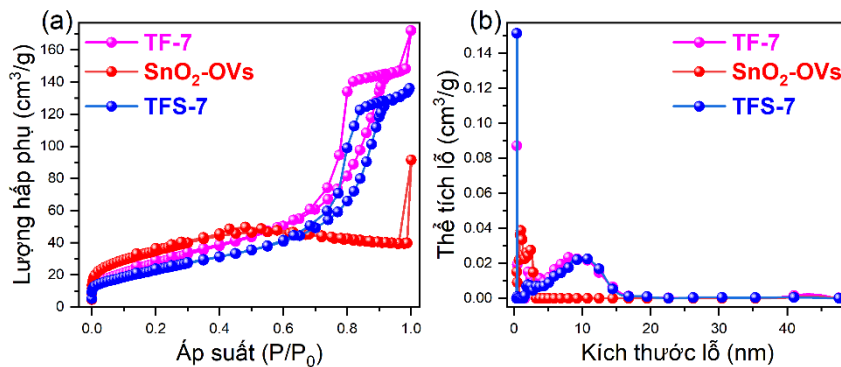 (a)
TF-7
SnO₂-OVs
TFS-7
Lượng hấp phụ (cm³/g)
160
140
120
100
80
60
40
20
0
0.0 0.2 0.4 0.6 0.8 1.0
Áp suất (P/P₀)
(b)
TF-7
SnO₂-OVs
TFS-7
Thể tích lỗ (cm³/g)
0.14
0.12
0.10
0.08
0.06
0.04
0.02
0.00
0 10 20 30 40
Kích thước lỗ (nm)